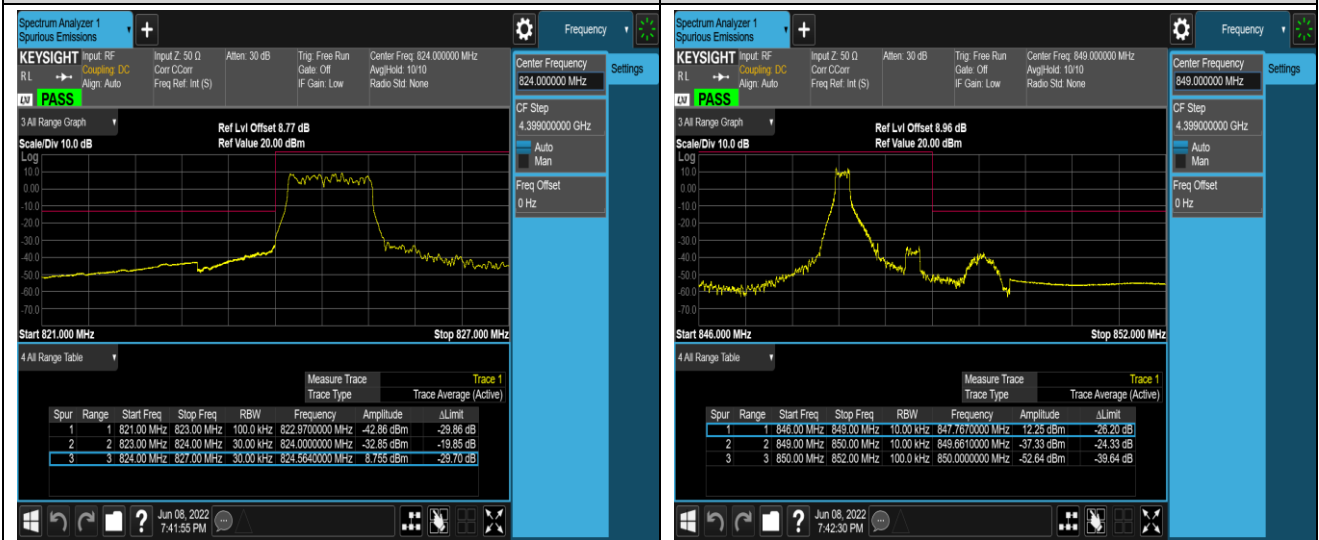 Spectrum Analyzer 1
Spurious Emissions
+
Frequency
KEYSIGHT
Input: RF
Coupling: DC
Align: Auto
Input Z: 50 Ω
Corr CCorr
Freq Ref: Int (S)
Atten: 30 dB
Trig: Free Run
Gate: Off
IF Gain: Low
Center Freq: 824.000000 MHz
Avg|Hold: 10/10
Radio Std: None
RL
LXI
PASS
Center Frequency
824.000000 MHz
Settings
CF Step
4.399000000 GHz
Auto
Man
Freq Offset
0 Hz
3 All Range Graph
Ref Lvl Offset 8.77 dB
Scale/Div 10.0 dB
Ref Value 20.00 dBm
Log
10.0
0.00
-10.0
-20.0
-30.0
-40.0
-50.0
-60.0
-70.0
Start 821.000 MHz
Stop 827.000 MHz
4 All Range Table
Measure Trace Trace 1
Trace Type Trace Average (Active)
Spur Range Start Freq Stop Freq RBW Frequency Amplitude ΔLimit
1 1 821.00 MHz 823.00 MHz 100.0 kHz 822.9700000 MHz -42.86 dBm -29.86 dB
2 2 823.00 MHz 824.00 MHz 30.00 kHz 824.0000000 MHz -32.85 dBm -19.85 dB
3 3 824.00 MHz 827.00 MHz 30.00 kHz 824.5640000 MHz 8.755 dBm -29.70 dB
?
Jun 08, 2022
7:41:55 PM
Spectrum Analyzer 1
Spurious Emissions
+
Frequency
KEYSIGHT
Input: RF
Coupling: DC
Align: Auto
Input Z: 50 Ω
Corr CCorr
Freq Ref: Int (S)
Atten: 30 dB
Trig: Free Run
Gate: Off
IF Gain: Low
Center Freq: 849.000000 MHz
Avg|Hold: 10/10
Radio Std: None
RL
LXI
PASS
Center Frequency
849.000000 MHz
Settings
CF Step
4.399000000 GHz
Auto
Man
Freq Offset
0 Hz
3 All Range Graph
Ref Lvl Offset 8.96 dB
Scale/Div 10.0 dB
Ref Value 20.00 dBm
Log
10.0
0.00
-10.0
-20.0
-30.0
-40.0
-50.0
-60.0
-70.0
Start 846.000 MHz
Stop 852.000 MHz
4 All Range Table
Measure Trace Trace 1
Trace Type Trace Average (Active)
Spur Range Start Freq Stop Freq RBW Frequency Amplitude ΔLimit
1 1 846.00 MHz 849.00 MHz 10.00 kHz 847.7670000 MHz 12.25 dBm -26.20 dB
2 2 849.00 MHz 850.00 MHz 10.00 kHz 849.6610000 MHz -37.33 dBm -24.33 dB
3 3 850.00 MHz 852.00 MHz 100.0 kHz 850.0000000 MHz -52.64 dBm -39.64 dB
?
Jun 08, 2022
7:42:30 PM